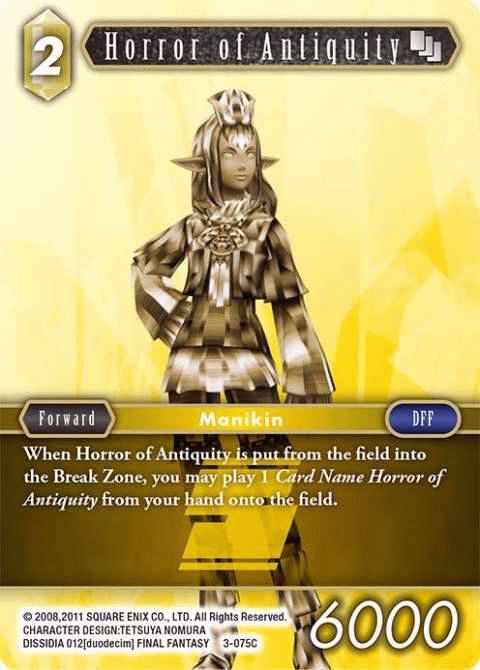 2
Horror of Antiquity
Forward
Manikin
DFF
When Horror of Antiquity is put from the field into
the Break Zone, you may play 1 Card Name Horror of
Antiquity from your hand onto the field.
© 2008,2011 SQUARE ENIX CO., LTD. All Rights Reserved.
CHARACTER DESIGN:TETSUYA NOMURA
DISSIDIA 012[duodecim] FINAL FANTASY 3-075C
6000